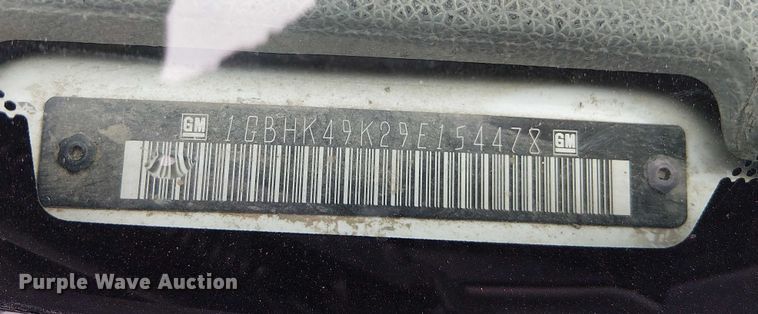 GM 1GBHK49K29E154478 GM
Purple Wave Auction